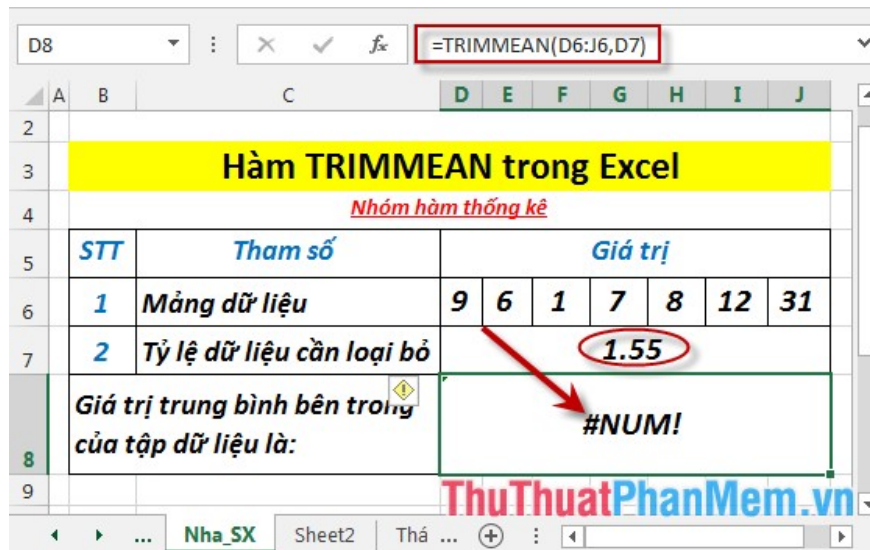 D8 fx =TRIMMEAN(D6:J6,D7)
A B C D E F G H I J
2
3 Hàm TRIMMEAN trong Excel
4 Nhóm hàm thống kê
5 STT Tham số Giá trị
6 1 Mảng dữ liệu 9 6 1 7 8 12 31
7 2 Tỷ lệ dữ liệu cần loại bỏ 1.55
Giá trị trung bình bên trong
8 của tập dữ liệu là: #NUM!
9
ThuThuatPhanMem.vn
... Nha_SX Sheet2 Thá ...